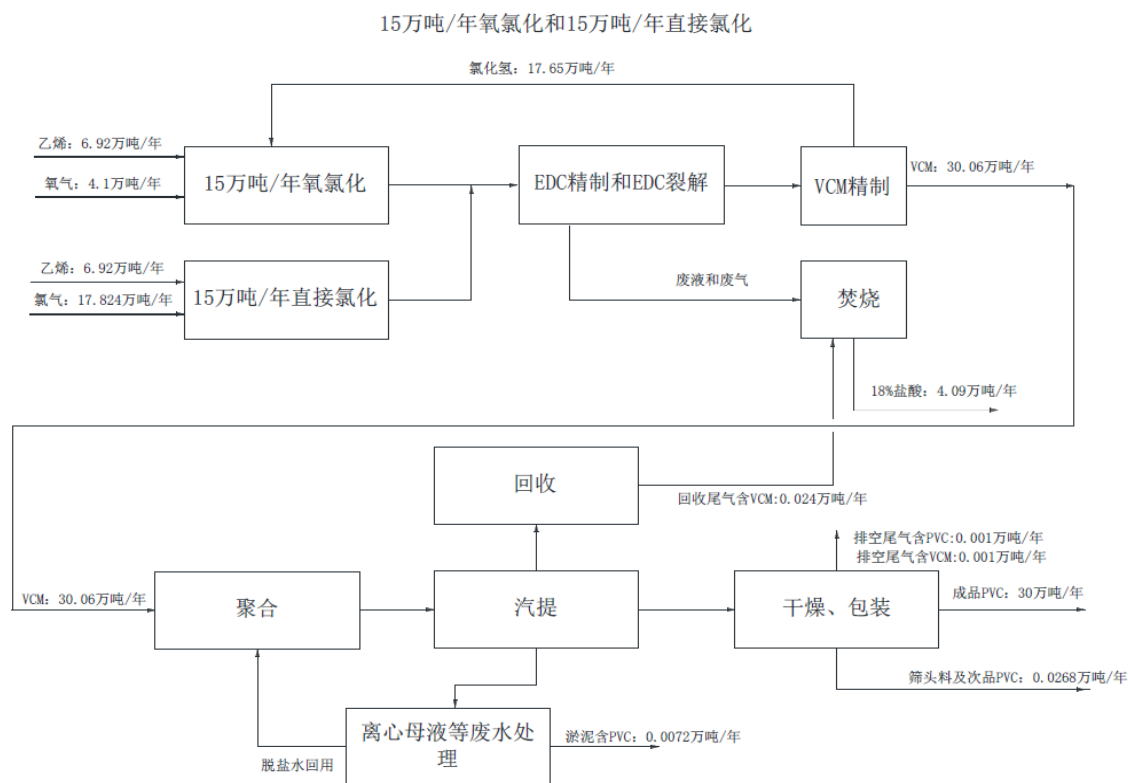 15万吨/年氧氯化和15万吨/年直接氯化
氯化氢：17.65万吨/年
乙烯：6.92万吨/年
氧气：4.1万吨/年
15万吨/年氧氯化
EDC精制和EDC裂解
VCM精制
VCM：30.06万吨/年
乙烯：6.92万吨/年
氯气：17.824万吨/年
15万吨/年直接氯化
废液和废气
焚烧
18%盐酸：4.09万吨/年
回收
回收尾气含VCM:0.024万吨/年
排空尾气含PVC:0.001万吨/年
排空尾气含VCM:0.001万吨/年
VCM：30.06万吨/年
聚合
汽提
干燥、包装
成品PVC：30万吨/年
筛头料及次品PVC：0.0268万吨/年
离心母液等废水处
理
淤泥含PVC：0.0072万吨/年
脱盐水回用